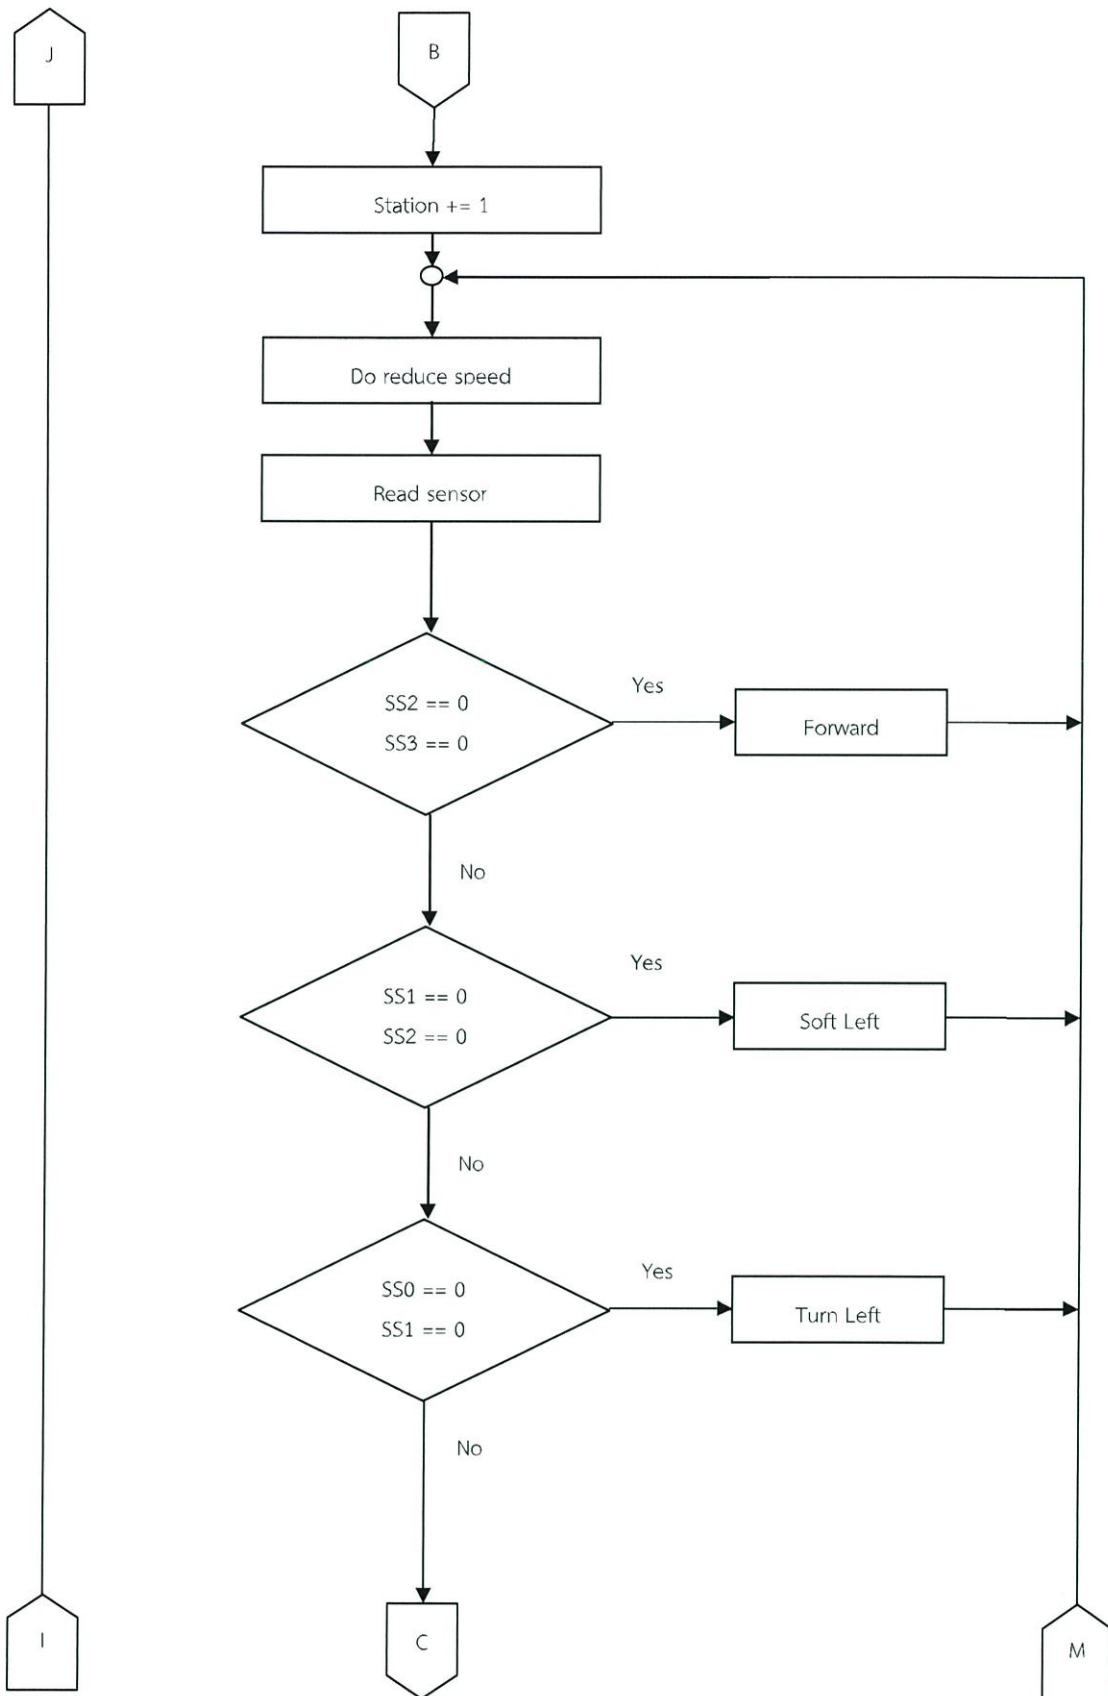 J
B
Station += 1
Do reduce speed
Read sensor
SS2 == 0
SS3 == 0
Yes
Forward
No
SS1 == 0
SS2 == 0
Yes
Soft Left
No
SS0 == 0
SS1 == 0
Yes
Turn Left
No
I
C
M